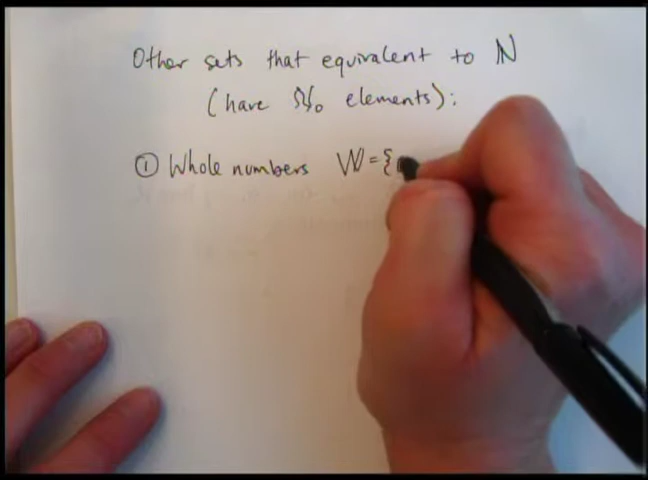 Other sets that equivalent to ℕ
(have ℵ₀ elements):
① Whole numbers W={